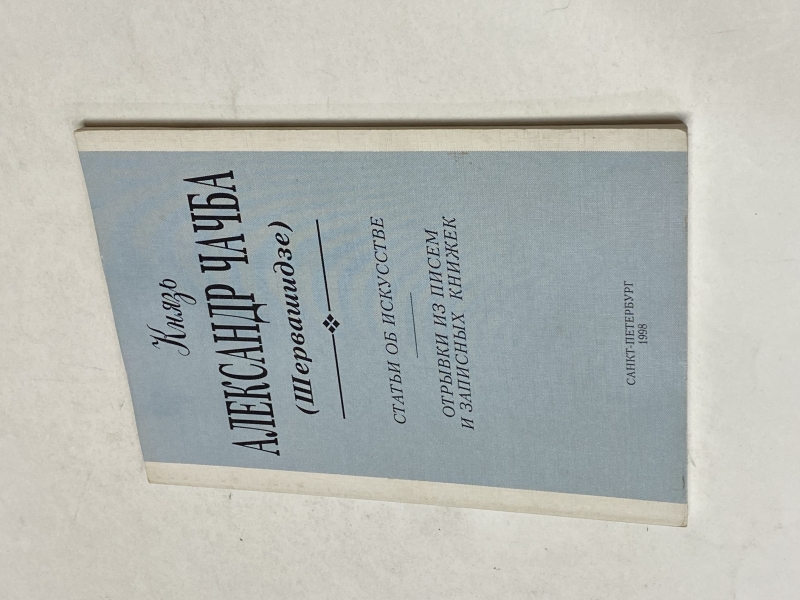 Князь
АЛЕКСАНДР ЧАЧБА
(Шервашидзе)
СТАТЬИ ОБ ИСКУССТВЕ
ОТРЫВКИ ИЗ ПИСЕМ
И ЗАПИСНЫХ КНИЖЕК
САНКТ-ПЕТЕРБУРГ
1998